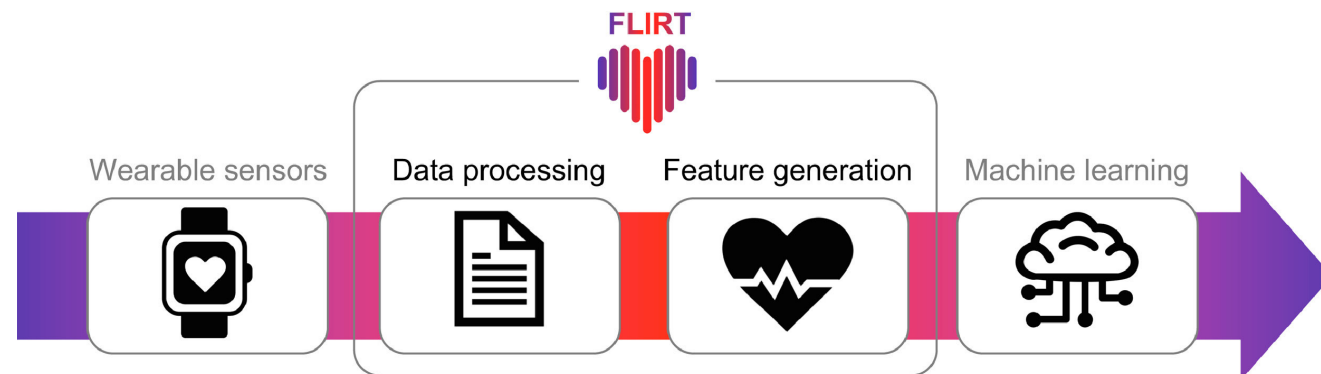 FLIRT
Wearable sensors
Data processing
Feature generation
Machine learning